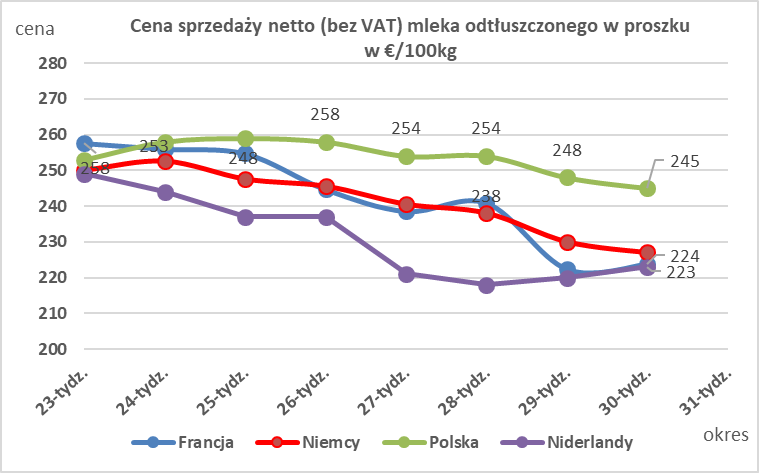 cena
Cena sprzedaży netto (bez VAT) mleka odtłuszczonego w proszku
w €/100kg
280
270
260
250
240
230
220
210
200
258
253
248
258
254
254
238
248
245
224
223
23-tydz.
24-tydz.
25-tydz.
26-tydz.
27-tydz.
28-tydz.
29-tydz.
30-tydz.
31-tydz.
okres
Francja Niemcy Polska Niderlandy